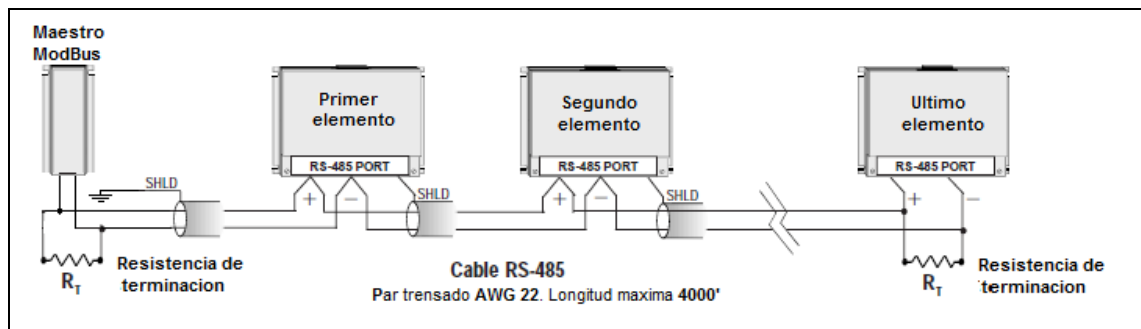 Maestro
ModBus
Primer
elemento
Segundo
elemento
Ultimo
elemento
RS-485 PORT
RS-485 PORT
RS-485 PORT
SHLD
SHLD
SHLD
+
−
+
−
+
−
RT
Resistencia de
terminacion
Cable RS-485
Par trensado AWG 22. Longitud maxima 4000'
RT
Resistencia de
terminacion